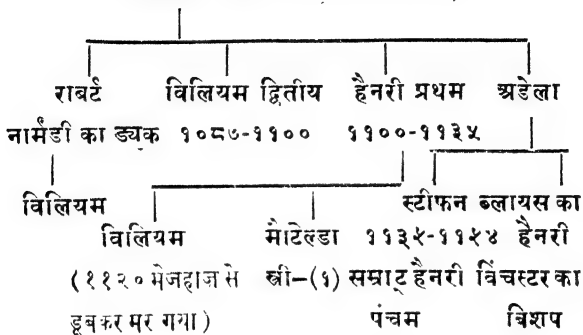 राबर्ट विलियम द्वितीय हैनरी प्रथम अडेला
नार्मंडी का ड्यूक १०८७-११०० ११००-११३५
विलियम स्टीफन ब्लायस का
विलियम मैटिल्डा ११३५-११५४ हैनरी
(११२० मेजहाज से स्त्री-(१) सम्राट् हैनरी विंचस्टर का
डूबकर मर गया) पंचम बिशप